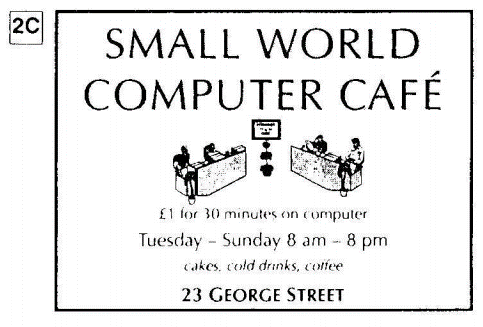 2C
SMALL WORLD
COMPUTER CAFÉ
£1 for 30 minutes on computer
Tuesday – Sunday 8 am – 8 pm
cakes, cold drinks, coffee
23 GEORGE STREET